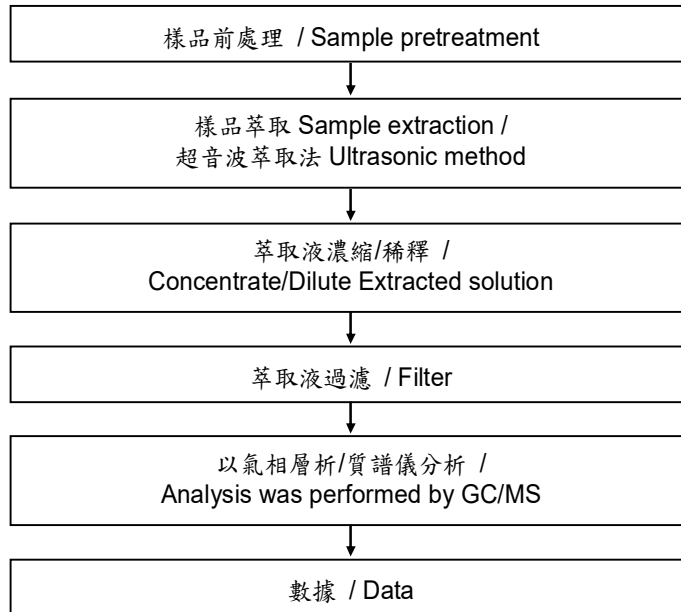 樣品前處理 / Sample pretreatment
樣品萃取 Sample extraction /
超音波萃取法 Ultrasonic method
萃取液濃縮/稀釋 /
Concentrate/Dilute Extracted solution
萃取液過濾 / Filter
以氣相層析/質譜儀分析 /
Analysis was performed by GC/MS
數據 / Data